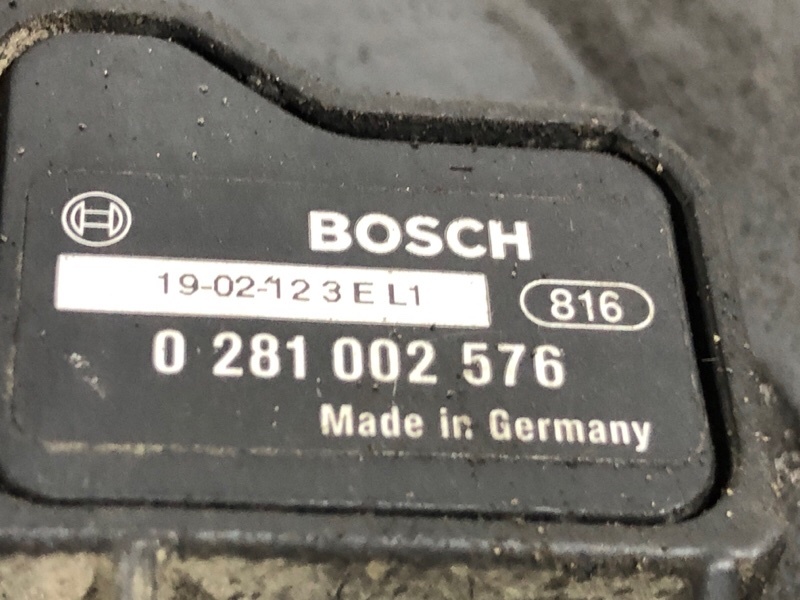 BOSCH
19-02-12 3 E L1
816
0 281 002 576
Made in Germany